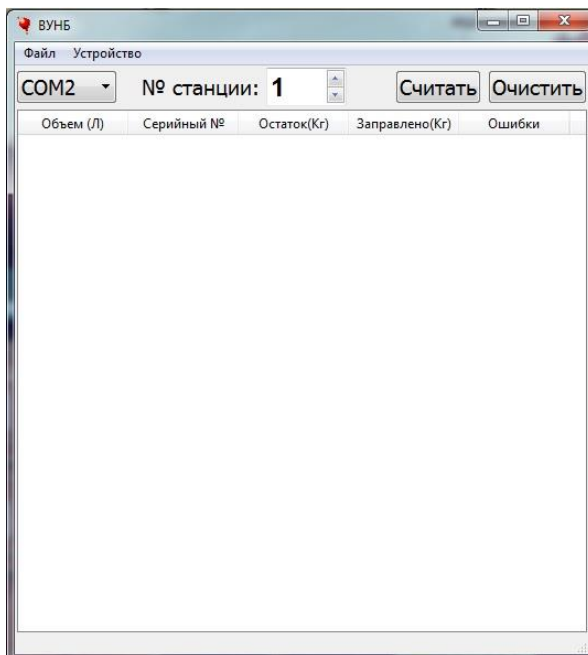 ВУНБ
Файл Устройство
COM2 № станции: 1 Считать Очистить
Объем (Л) Серийный № Остаток(Кг) Заправлено(Кг) Ошибки